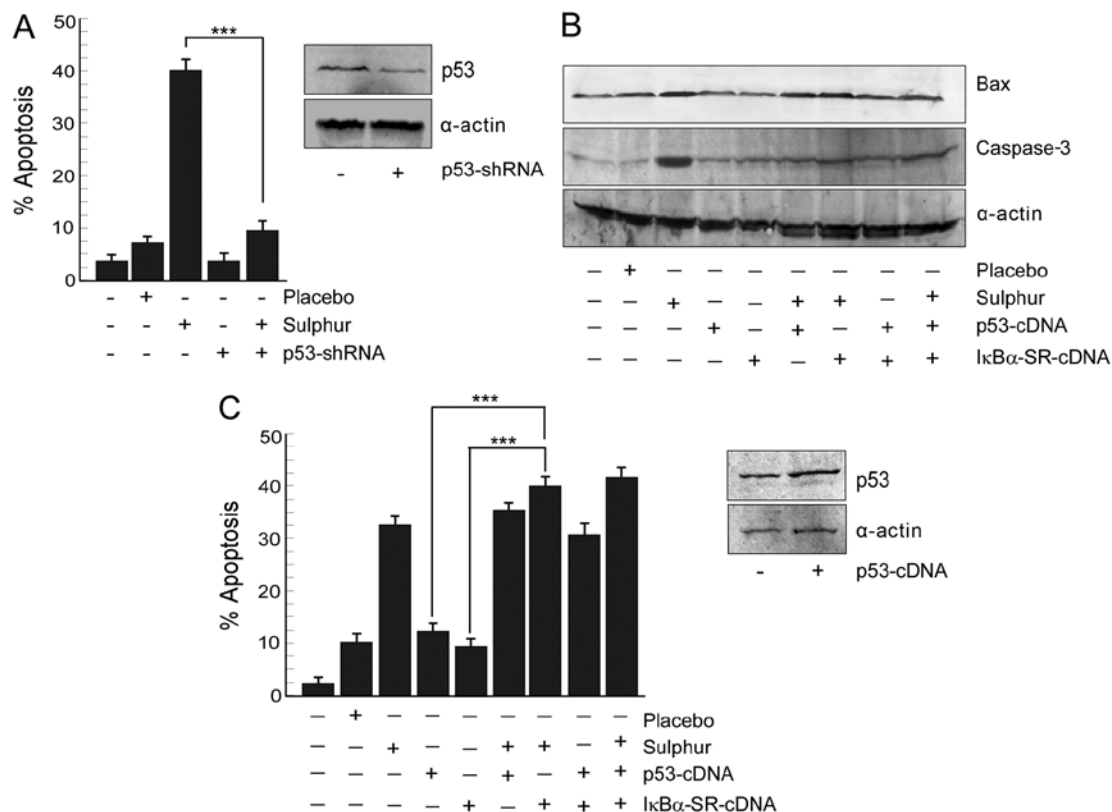 A
50
40
30
20
10
0
% Apoptosis
***
- + - - - Placebo
- - + - + Sulphur
- - - + + p53-shRNA
p53
α-actin
- + p53-shRNA
B
Bax
Caspase-3
α-actin
– + – – – – – – – Placebo
– – + – – + + – + Sulphur
– – – + – + – + + p53-cDNA
– – – – + – + + + IκBα-SR-cDNA
C
50
40
30
20
10
0
% Apoptosis
***
***
– + – – – – – – – Placebo
– – + – – + + – + Sulphur
– – – + – + – + + p53-cDNA
– – – – + – + + + IκBα-SR-cDNA
p53
α-actin
- + p53-cDNA